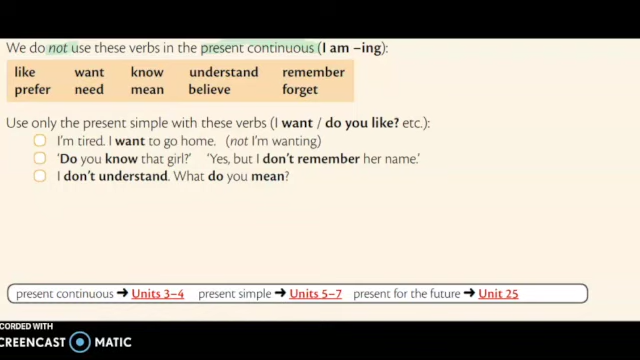 We do not use these verbs in the present continuous (I am –ing):
like want know understand remember
prefer need mean believe forget
Use only the present simple with these verbs (I want / do you like? etc.):
I'm tired. I want to go home. (not I'm wanting)
'Do you know that girl?' 'Yes, but I don't remember her name.'
I don't understand. What do you mean?
present continuous → Units 3–4 present simple → Units 5–7 present for the future → Unit 25
CORDED WITH
CREENCAST MATIC